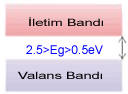 İletim Bandı
2.5>Eg>0.5eV
Valans Bandı